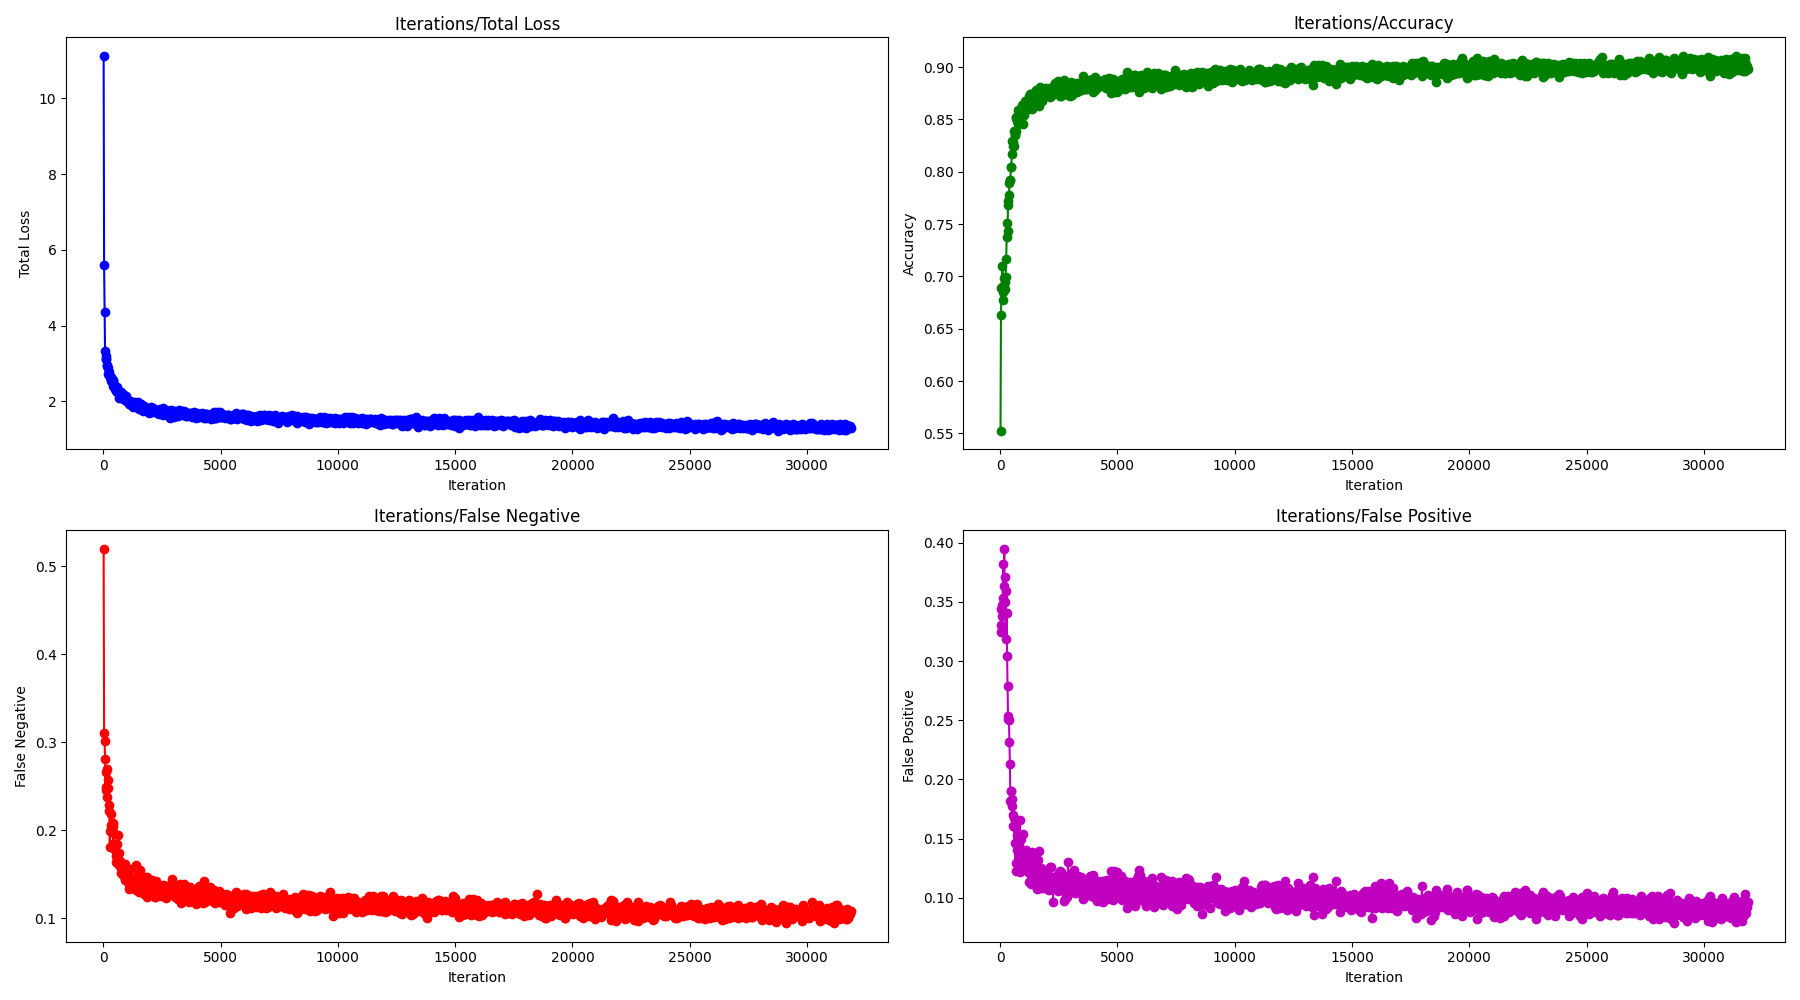 Iterations/Total Loss
Total Loss
10
8
6
4
2
0 5000 10000 15000 20000 25000 30000
Iteration
Iterations/Accuracy
Accuracy
0.90
0.85
0.80
0.75
0.70
0.65
0.60
0.55
0 5000 10000 15000 20000 25000 30000
Iteration
Iterations/False Negative
False Negative
0.5
0.4
0.3
0.2
0.1
0 5000 10000 15000 20000 25000 30000
Iteration
Iterations/False Positive
False Positive
0.40
0.35
0.30
0.25
0.20
0.15
0.10
0 5000 10000 15000 20000 25000 30000
Iteration